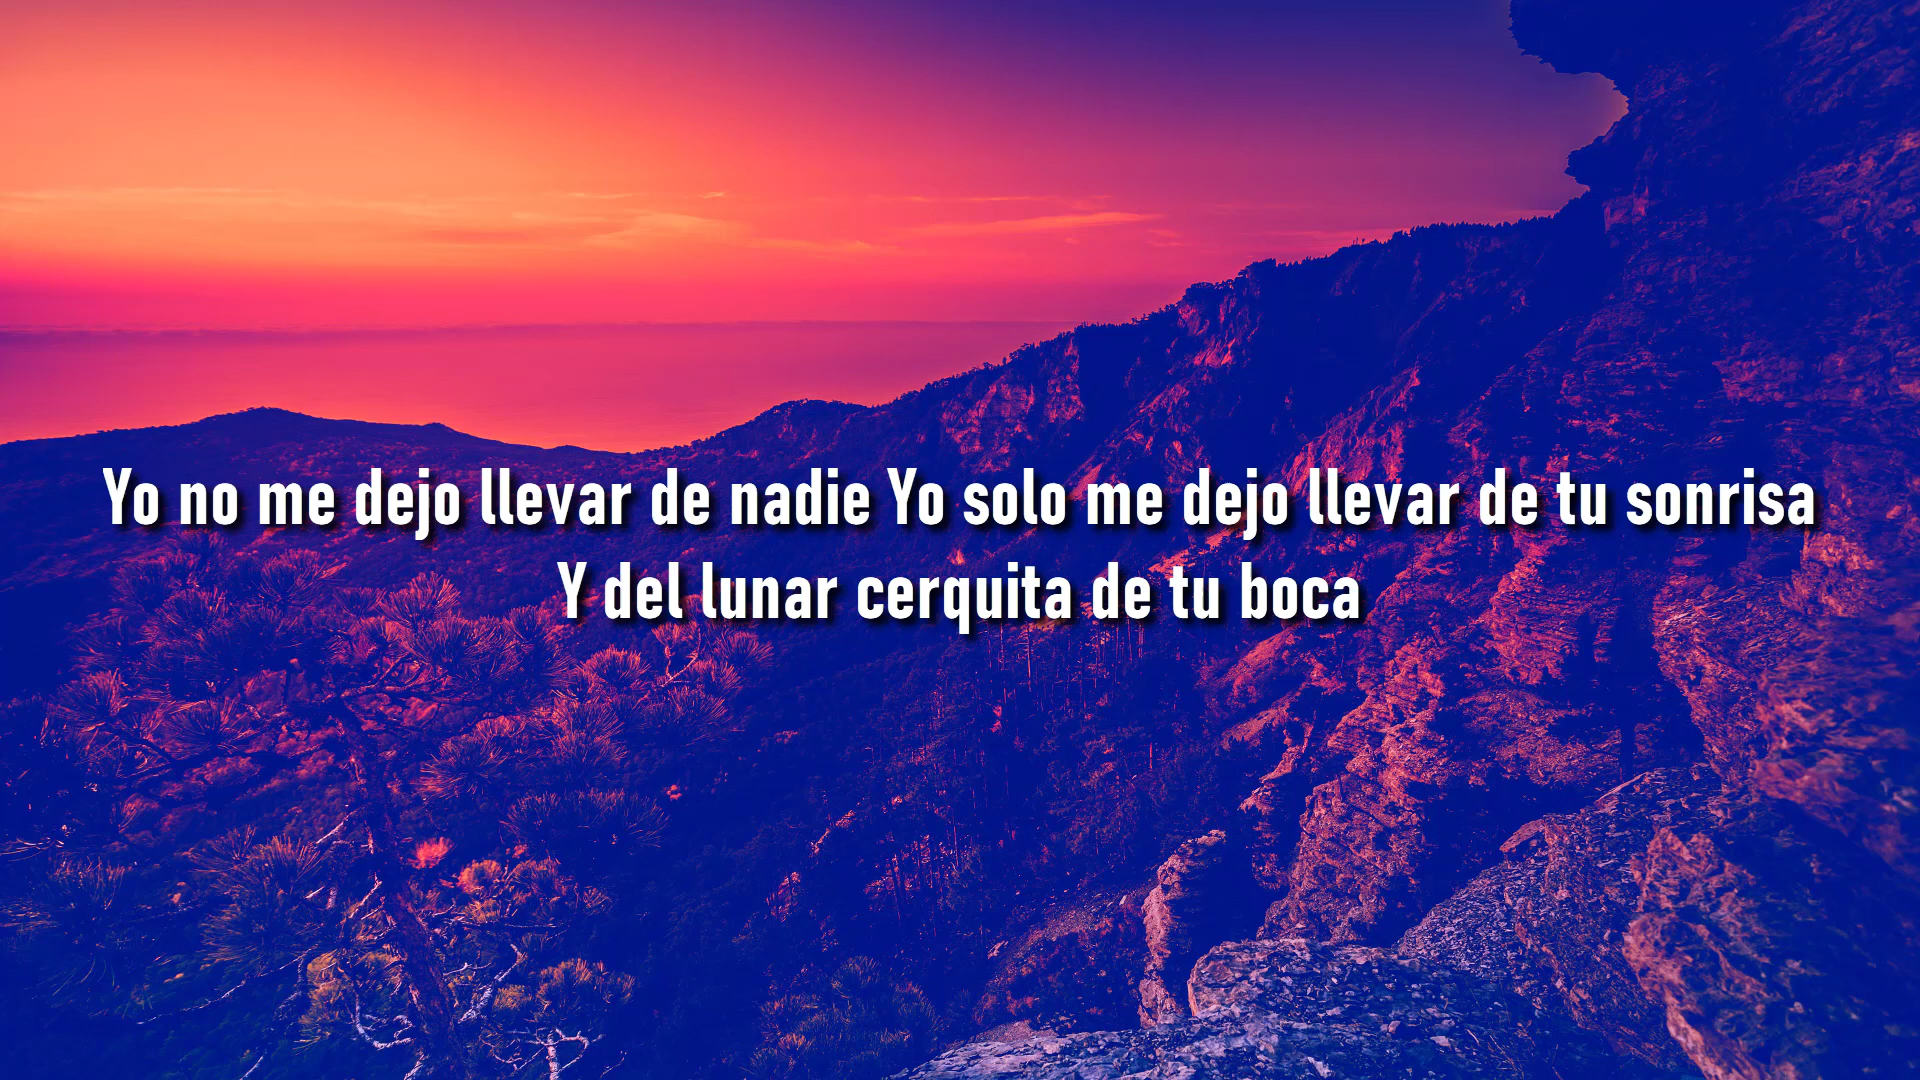 Yo no me dejo llevar de nadie Yo solo me dejo llevar de tu sonrisa
Y del lunar cerquita de tu boca